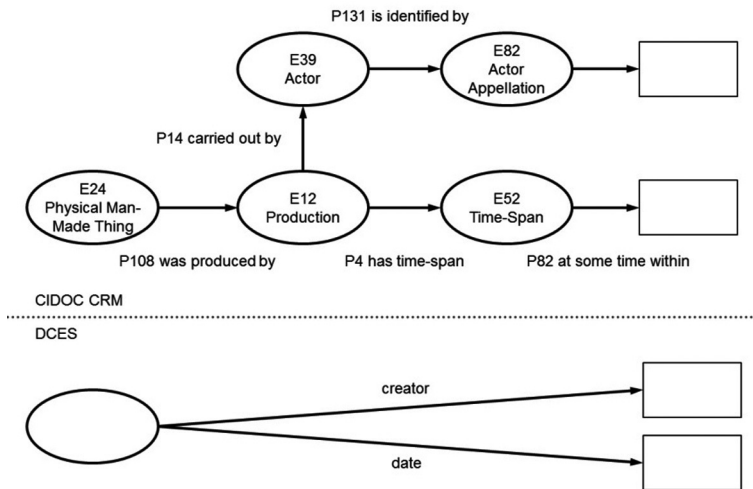 P131 is identified by
E39
Actor
E82
Actor
Appellation
P14 carried out by
E24
Physical Man-
Made Thing
E12
Production
E52
Time-Span
P108 was produced by
P4 has time-span
P82 at some time within
CIDOC CRM
DCES
creator
date